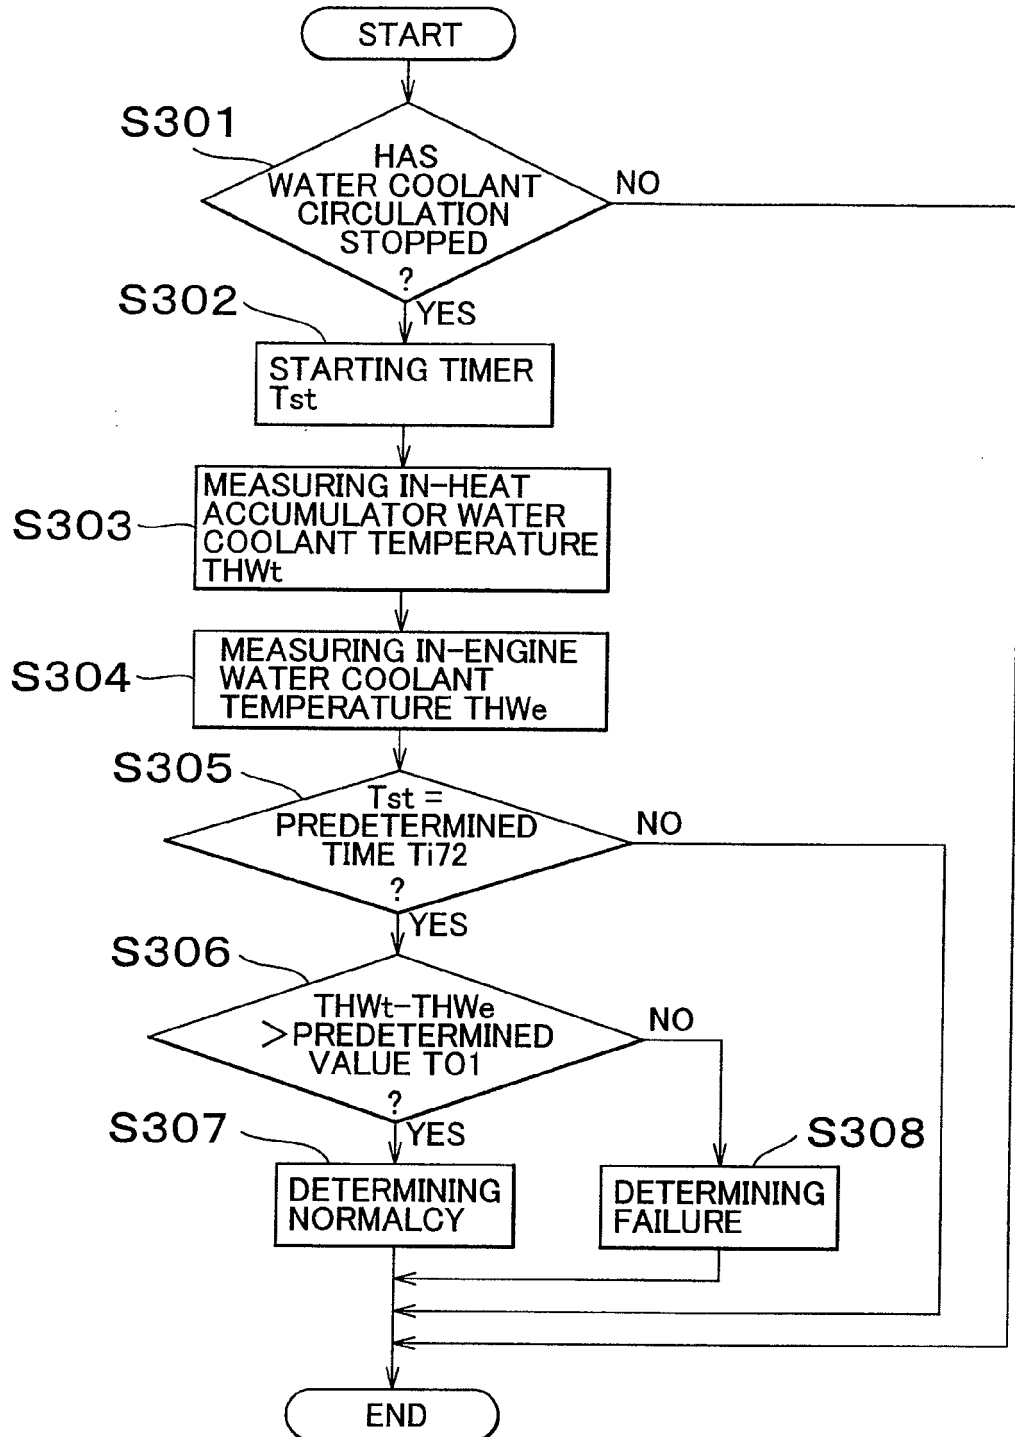 START
S301
HAS
WATER COOLANT
CIRCULATION
STOPPED
?
NO
YES
S302
STARTING TIMER
Tst
S303
MEASURING IN-HEAT
ACCUMULATOR WATER
COOLANT TEMPERATURE
THWt
S304
MEASURING IN-ENGINE
WATER COOLANT
TEMPERATURE THWe
S305
Tst =
PREDETERMINED
TIME Ti72
?
NO
YES
S306
THWt-THWe
>PREDETERMINED
VALUE T01
?
NO
YES
S307
DETERMINING
NORMALCY
S308
DETERMINING
FAILURE
END